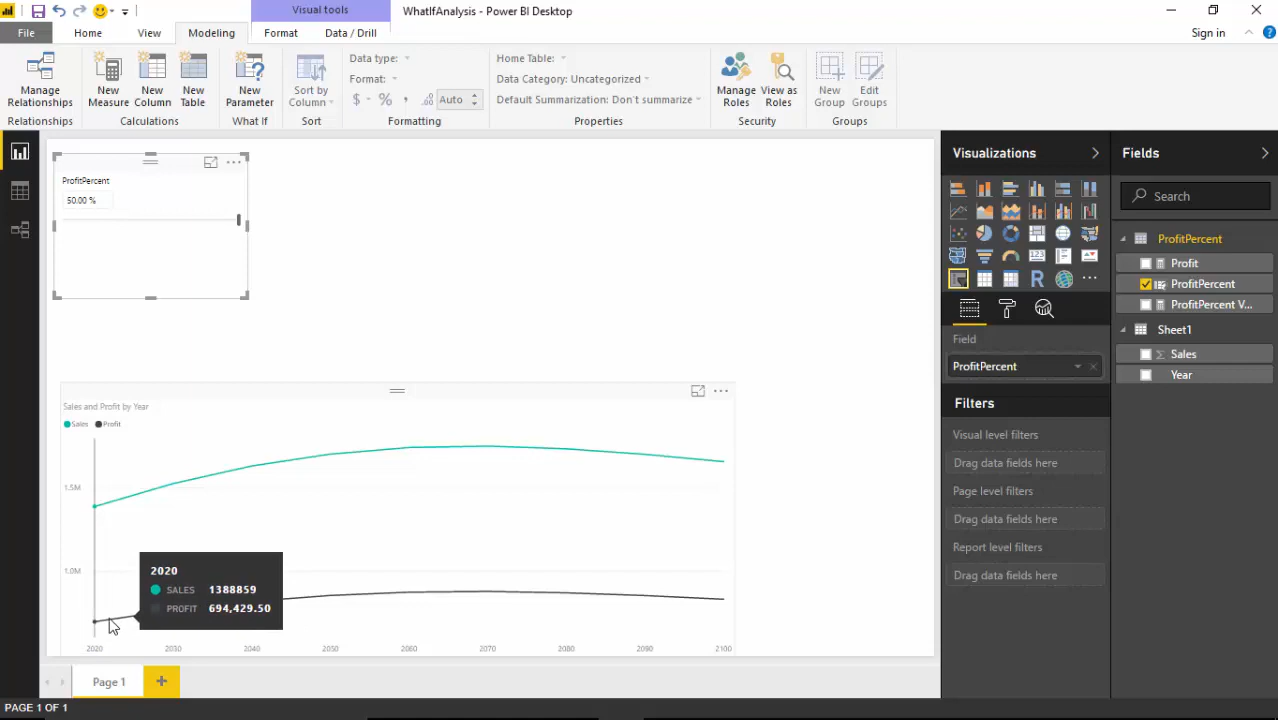 Visual tools
WhatIfAnalysis - Power BI Desktop
File
Home
View
Modeling
Format
Data / Drill
Sign in
Manage
Relationships
New
Measure
New
Column
New
Table
New
Parameter
Sort by
Column
Data type:
Format:
$ % , .00 Auto
Home Table:
Data Category: Uncategorized
Default Summarization: Don't summarize
Manage
Roles
View as
Roles
New
Group
Edit
Groups
Relationships
Calculations
What If
Sort
Formatting
Properties
Security
Groups
ProfitPercent
50.00 %
Sales and Profit by Year
Sales
Profit
1.5M
1.0M
2020
SALES 1388859
PROFIT 694,429.50
2020
2030
2040
2050
2060
2070
2080
2090
2100
Page 1
PAGE 1 OF 1
Visualizations
123
R
Field
ProfitPercent
Filters
Visual level filters
Drag data fields here
Page level filters
Drag data fields here
Report level filters
Drag data fields here
Fields
Search
ProfitPercent
Profit
ProfitPercent
ProfitPercent V...
Sheet1
Σ Sales
Year